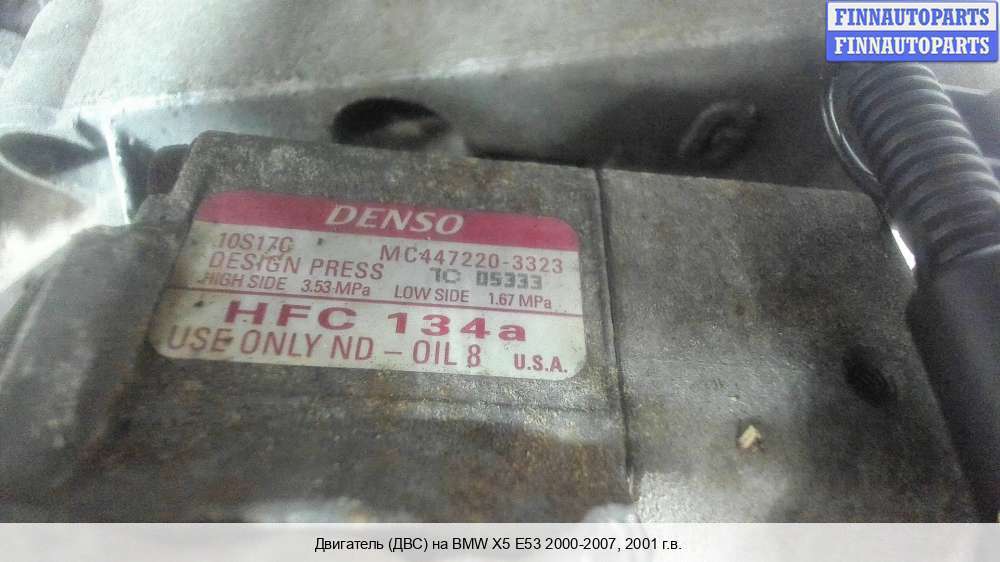 FINNAUTOPARTS
FINNAUTOPARTS
DENSO
10S17C MC447220-3323
DESIGN PRESS TC 05333
HIGH SIDE 3.53 MPa LOW SIDE 1.67 MPa
HFC 134a
USE ONLY ND - OIL 8 U.S.A.
Двигатель (ДВС) на BMW X5 E53 2000-2007, 2001 г.в.